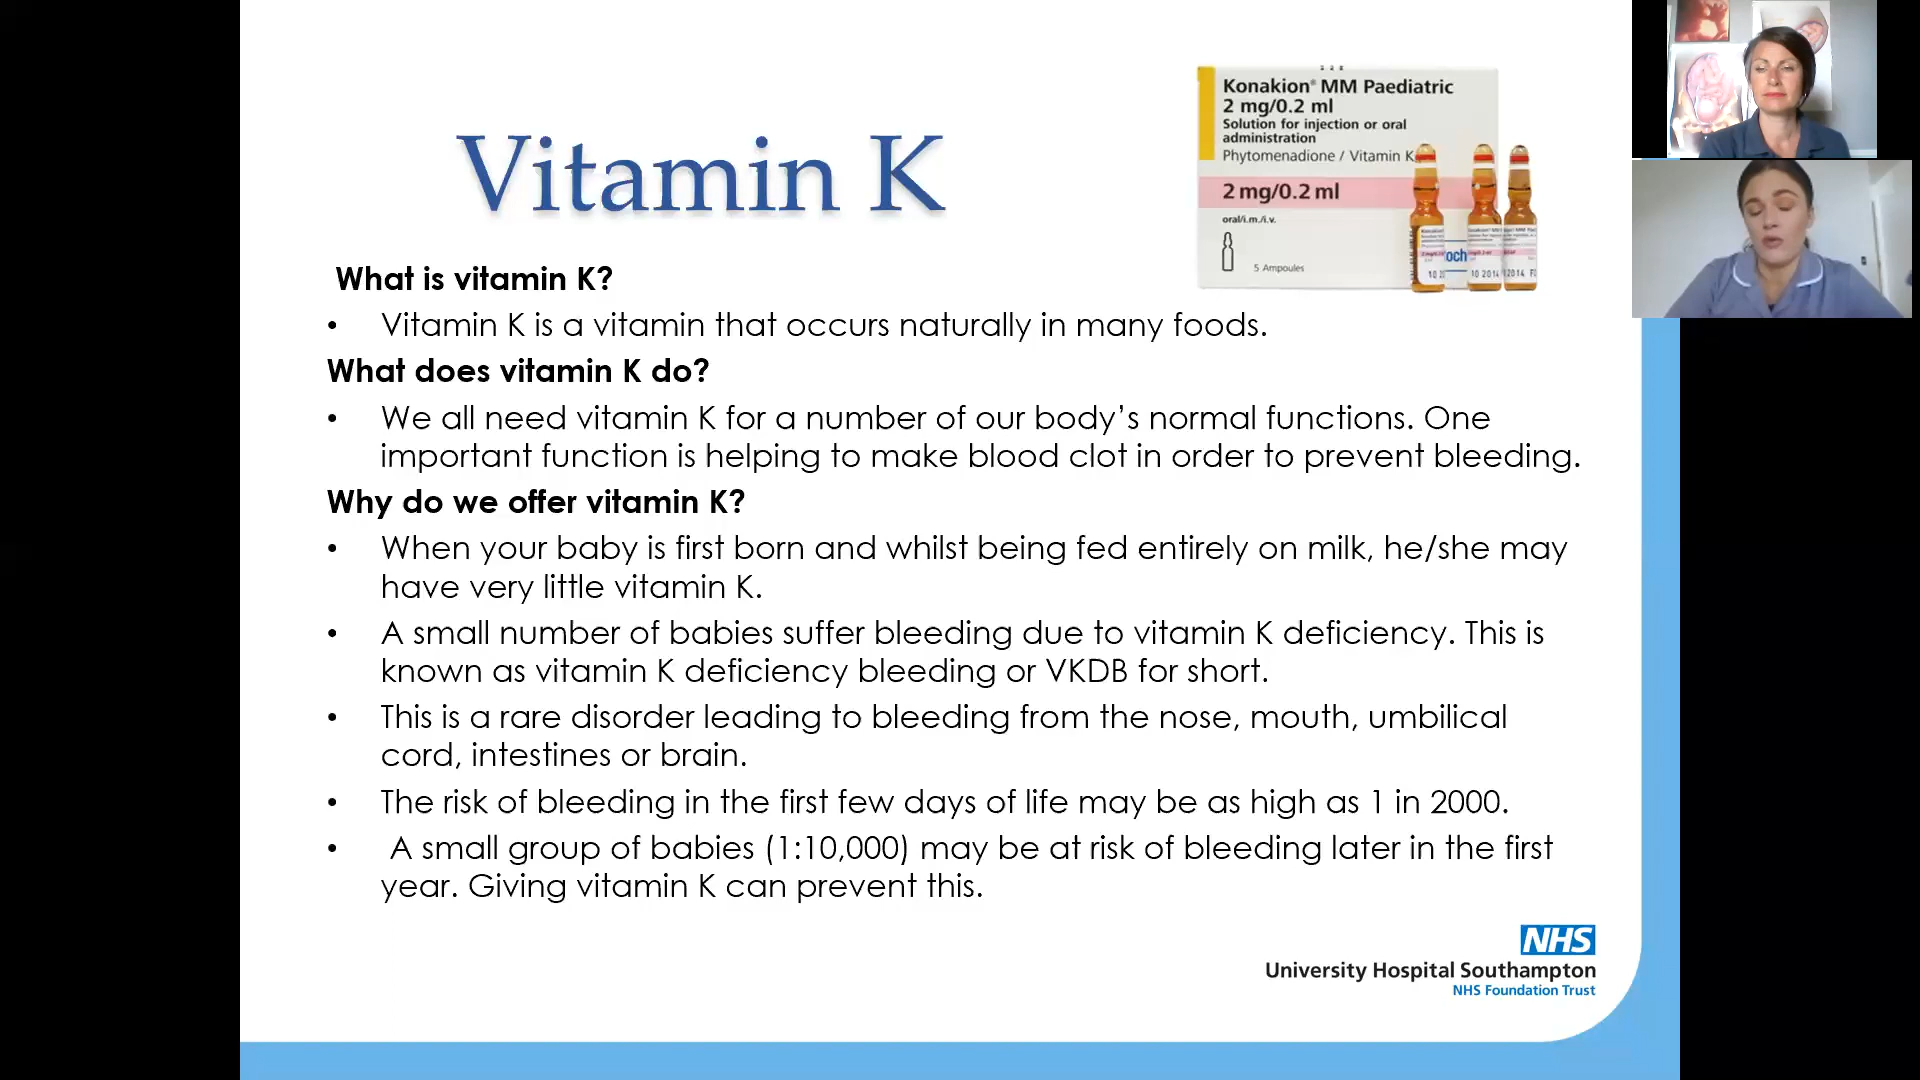 Vitamin K
Konakion® MM Paediatric
2 mg/0.2 ml
Solution for injection or oral
administration
Phytomenadione / Vitamin K
2 mg/0.2 ml
oral/i.m./i.v.
5 Ampoules
What is vitamin K?
• Vitamin K is a vitamin that occurs naturally in many foods.
What does vitamin K do?
• We all need vitamin K for a number of our body’s normal functions. One
important function is helping to make blood clot in order to prevent bleeding.
Why do we offer vitamin K?
• When your baby is first born and whilst being fed entirely on milk, he/she may
have very little vitamin K.
• A small number of babies suffer bleeding due to vitamin K deficiency. This is
known as vitamin K deficiency bleeding or VKDB for short.
• This is a rare disorder leading to bleeding from the nose, mouth, umbilical
cord, intestines or brain.
• The risk of bleeding in the first few days of life may be as high as 1 in 2000.
• A small group of babies (1:10,000) may be at risk of bleeding later in the first
year. Giving vitamin K can prevent this.
NHS
University Hospital Southampton
NHS Foundation Trust